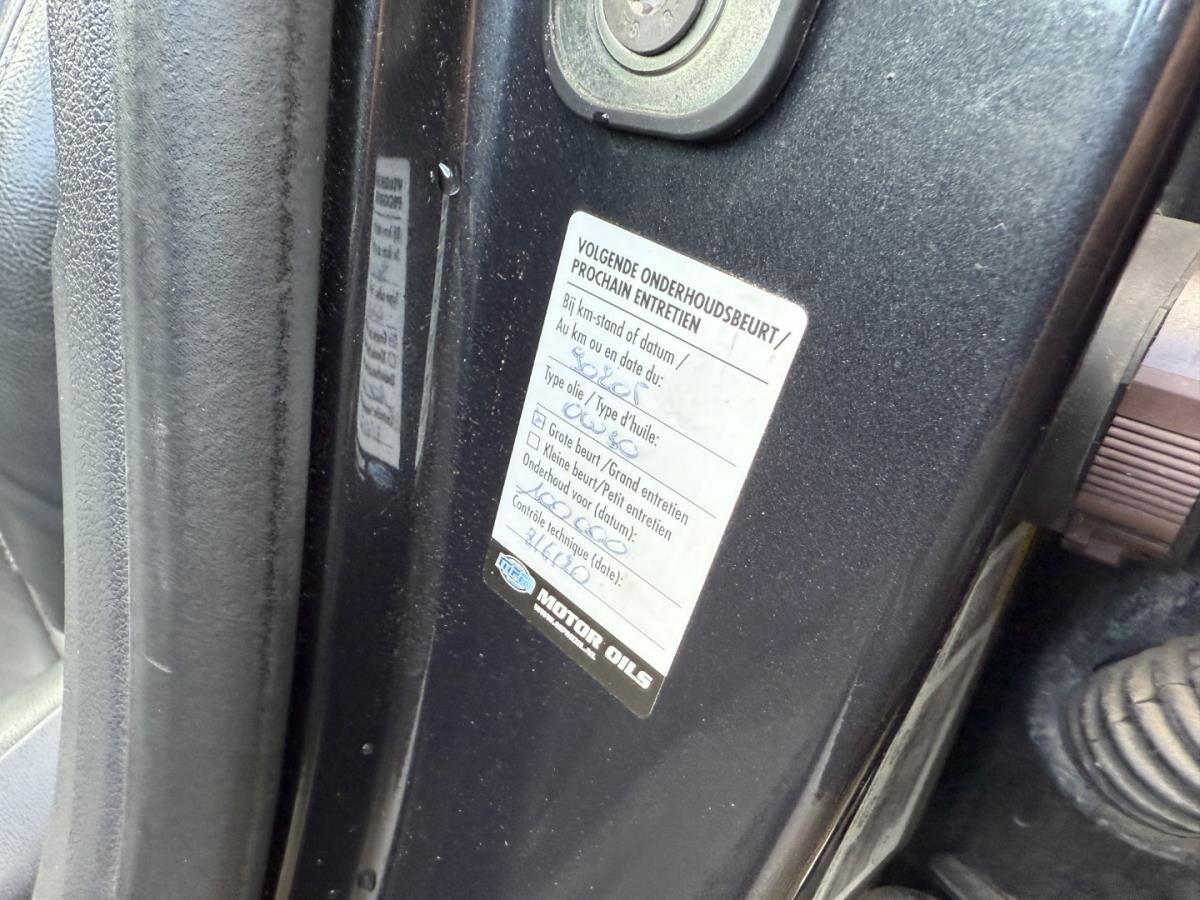 VOLGENDE ONDERHOUDSBEURT /
PROCHAIN ENTRETIEN
Bij km-stand of datum /
Au km ou en date du:
90205
Type olie / Type d'huile:
0W30
Grote beurt /Grand entretien
Kleine beurt/Petit entretien
Onderhoud voor (datum):
100 000
Contrôle technique (date):
MOTOR OILS